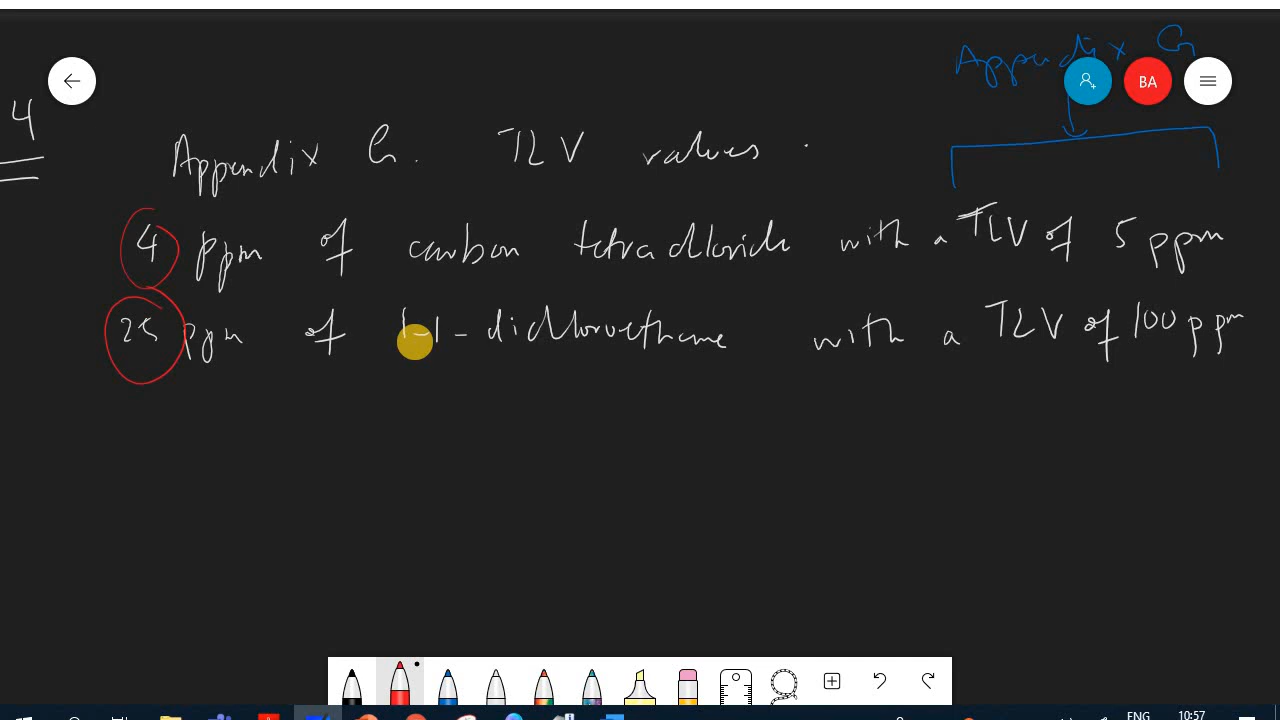 Appendix G
BA
4
Appendix G. TLV values.
4 ppm of carbon tetrachloride with a TLV of 5 ppm
25 ppm of 1-1-dichloroethane with a TLV of 100 ppm
ENG 10:57